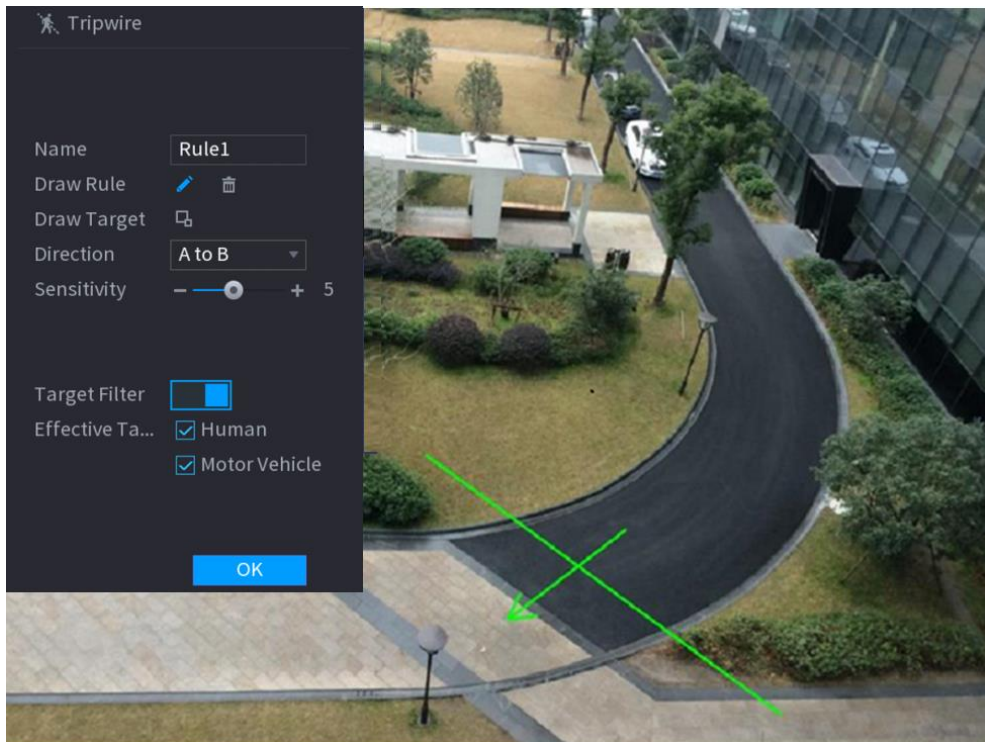 Tripwire
Name Rule1
Draw Rule
Draw Target
Direction A to B
Sensitivity − + 5
Target Filter
Effective Ta... Human
Motor Vehicle
OK